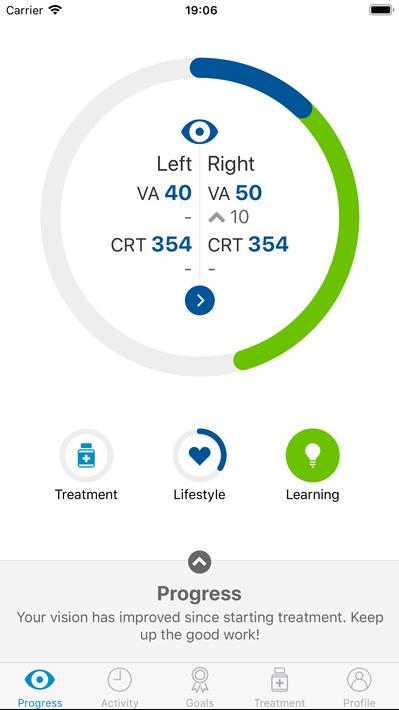 Carrier 19:06
Left Right
VA 40 VA 50
- 10
CRT 354 CRT 354
- -
Treatment Lifestyle Learning
Progress
Your vision has improved since starting treatment. Keep
up the good work!
Progress Activity Goals Treatment Profile